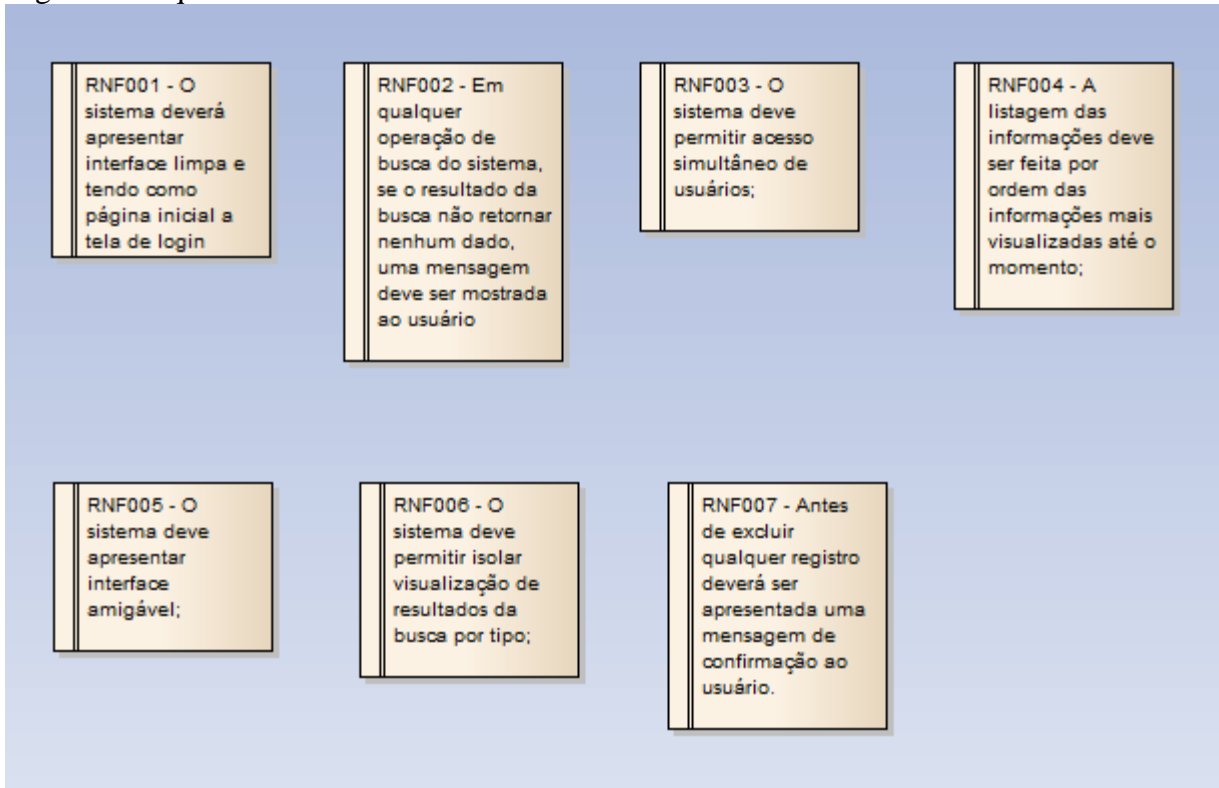 RNF001 - O
sistema deverá
apresentar
interface limpa e
tendo como
página inicial a
tela de login
RNF002 - Em
qualquer
operação de
busca do sistema,
se o resultado da
busca não retornar
nenhum dado,
uma mensagem
deve ser mostrada
ao usuário
RNF003 - O
sistema deve
permitir acesso
simultâneo de
usuários;
RNF004 - A
listagem das
informações deve
ser feita por
ordem das
informações mais
visualizadas até o
momento;
RNF005 - O
sistema deve
apresentar
interface
amigável;
RNF006 - O
sistema deve
permitir isolar
visualização de
resultados da
busca por tipo;
RNF007 - Antes
de excluir
qualquer registro
deverá ser
apresentada uma
mensagem de
confirmação ao
usuário.